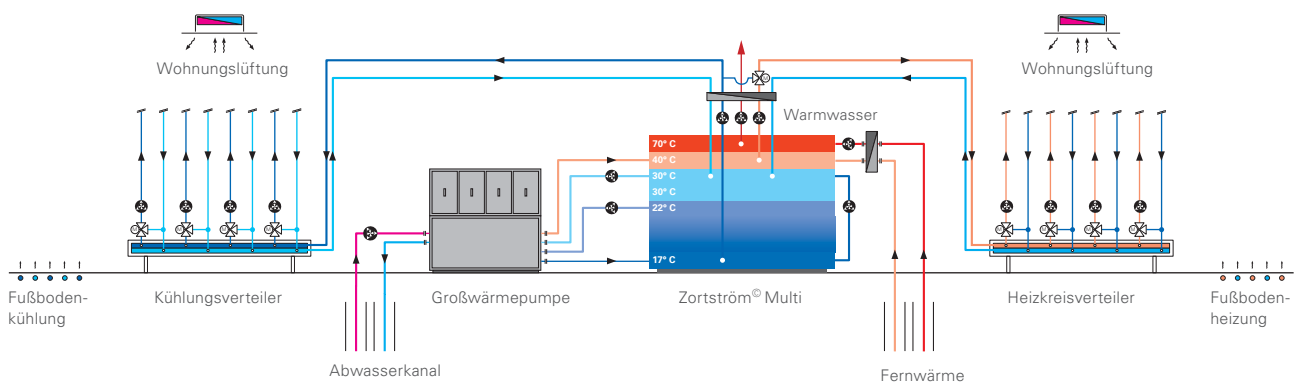 Wohnungslüftung
Wohnungslüftung
Warmwasser
70° C
40° C
30° C
30° C
22° C
17° C
Fußboden-
kühlung
Kühlungsverteiler
Großwärmepumpe
Zortström© Multi
Heizkreisverteiler
Fußboden-
heizung
Abwasserkanal
Fernwärme